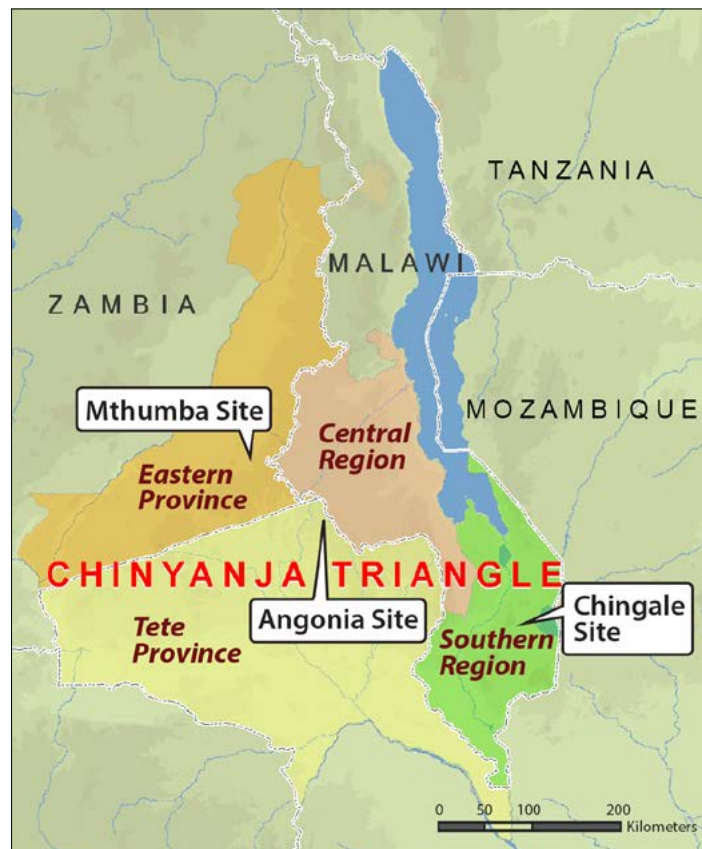 TANZANIA
MALAWI
ZAMBIA
MOZAMBIQUE
Mthumba Site
Central
Region
Eastern
Province
CHINYANJA TRIANGLE
Chingale
Site
Angonia Site
Tete
Province
Southern
Region
0 50 100 200
Kilometers